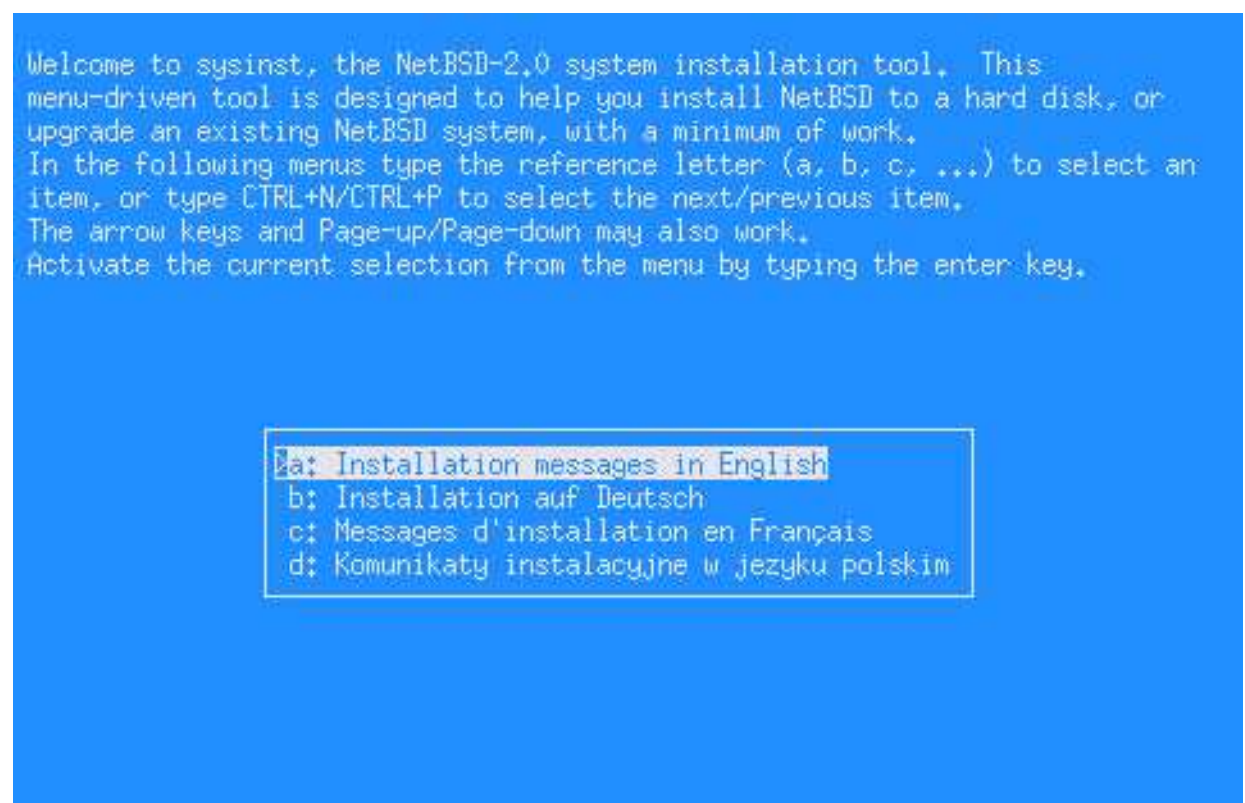 Welcome to sysinst, the NetBSD-2.0 system installation tool.  This
menu-driven tool is designed to help you install NetBSD to a hard disk, or
upgrade an existing NetBSD system, with a minimum of work.
In the following menus type the reference letter (a, b, c, ...) to select an
item, or type CTRL+N/CTRL+P to select the next/previous item.
The arrow keys and Page-up/Page-down may also work.
Activate the current selection from the menu by typing the enter key.
>a: Installation messages in English
b: Installation auf Deutsch
c: Messages d'installation en Français
d: Komunikaty instalacyjne w jezyku polskim